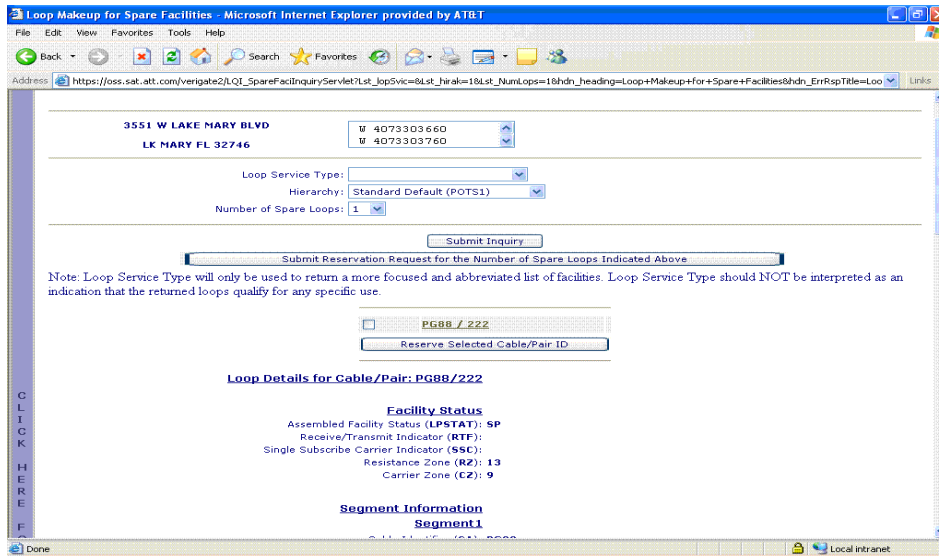 Loop Makeup for Spare Facilities - Microsoft Internet Explorer provided by AT&T
File Edit View Favorites Tools Help
Back Search Favorites
Address https://oss.sat.att.com/verigate2/LQI_SpareFaciInquiryServlet?Lst_lopSvic=&Lst_hirak=1&Lst_NumLops=1&hdn_heading=Loop+Makeup+for+Spare+Facilities&hdn_ErrRspTitle=Loo Links
3551 W LAKE MARY BLVD
LK MARY FL 32746
W 4073303660
W 4073303760
Loop Service Type:
Hierarchy: Standard Default (POTS1)
Number of Spare Loops: 1
Submit Inquiry
Submit Reservation Request for the Number of Spare Loops Indicated Above
Note: Loop Service Type will only be used to return a more focused and abbreviated list of facilities. Loop Service Type should NOT be interpreted as an
indication that the returned loops qualify for any specific use.
PG88 / 222
Reserve Selected Cable/Pair ID
Loop Details for Cable/Pair: PG88/222
Facility Status
Assembled Facility Status (LPSTAT): SP
Receive/Transmit Indicator (RTF):
Single Subscribe Carrier Indicator (SSC):
Resistance Zone (RZ): 13
Carrier Zone (CZ): 9
Segment Information
Segment1
CLICK HERE F
Done Local intranet